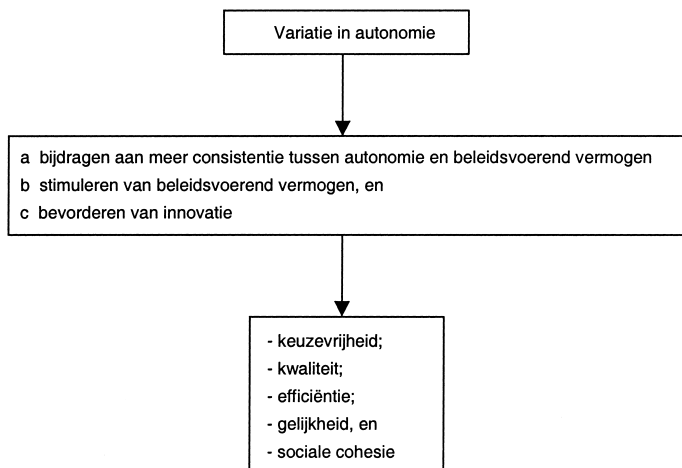 Variatie in autonomie
a bijdragen aan meer consistentie tussen autonomie en beleidsvoerend vermogen
b stimuleren van beleidsvoerend vermogen, en
c bevorderen van innovatie
- keuzevrijheid;
- kwaliteit;
- efficiëntie;
- gelijkheid, en
- sociale cohesie